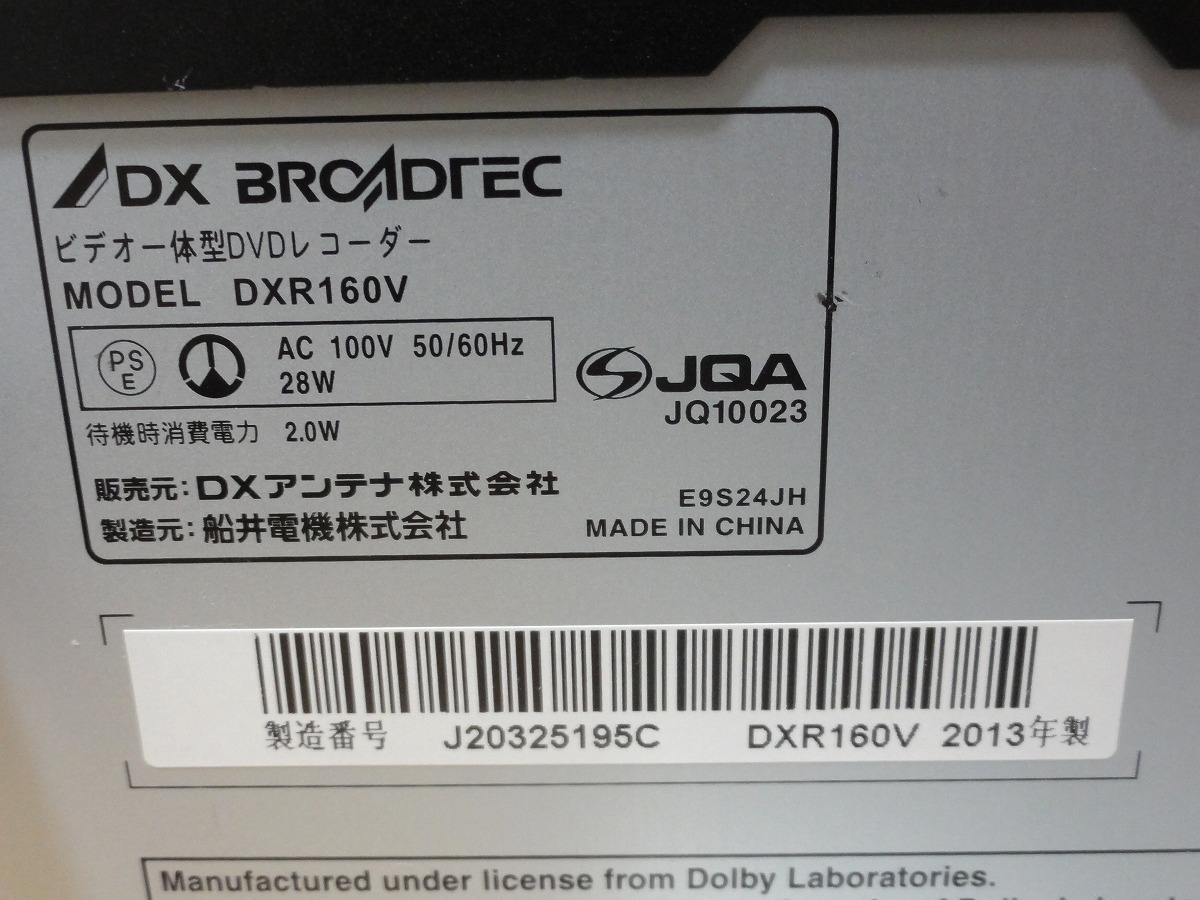 DX BROADTEC
ビデオ一体型DVDレコーダー
MODEL DXR160V
PS
E
AC 100V 50/60Hz
28W
JQA
JQ10023
待機時消費電力 2.0W
販売元:DXアンテナ株式会社
製造元:船井電機株式会社
E9S24JH
MADE IN CHINA
製造番号 J20325195C DXR160V 2013年製
Manufactured under license from Dolby Laboratories.